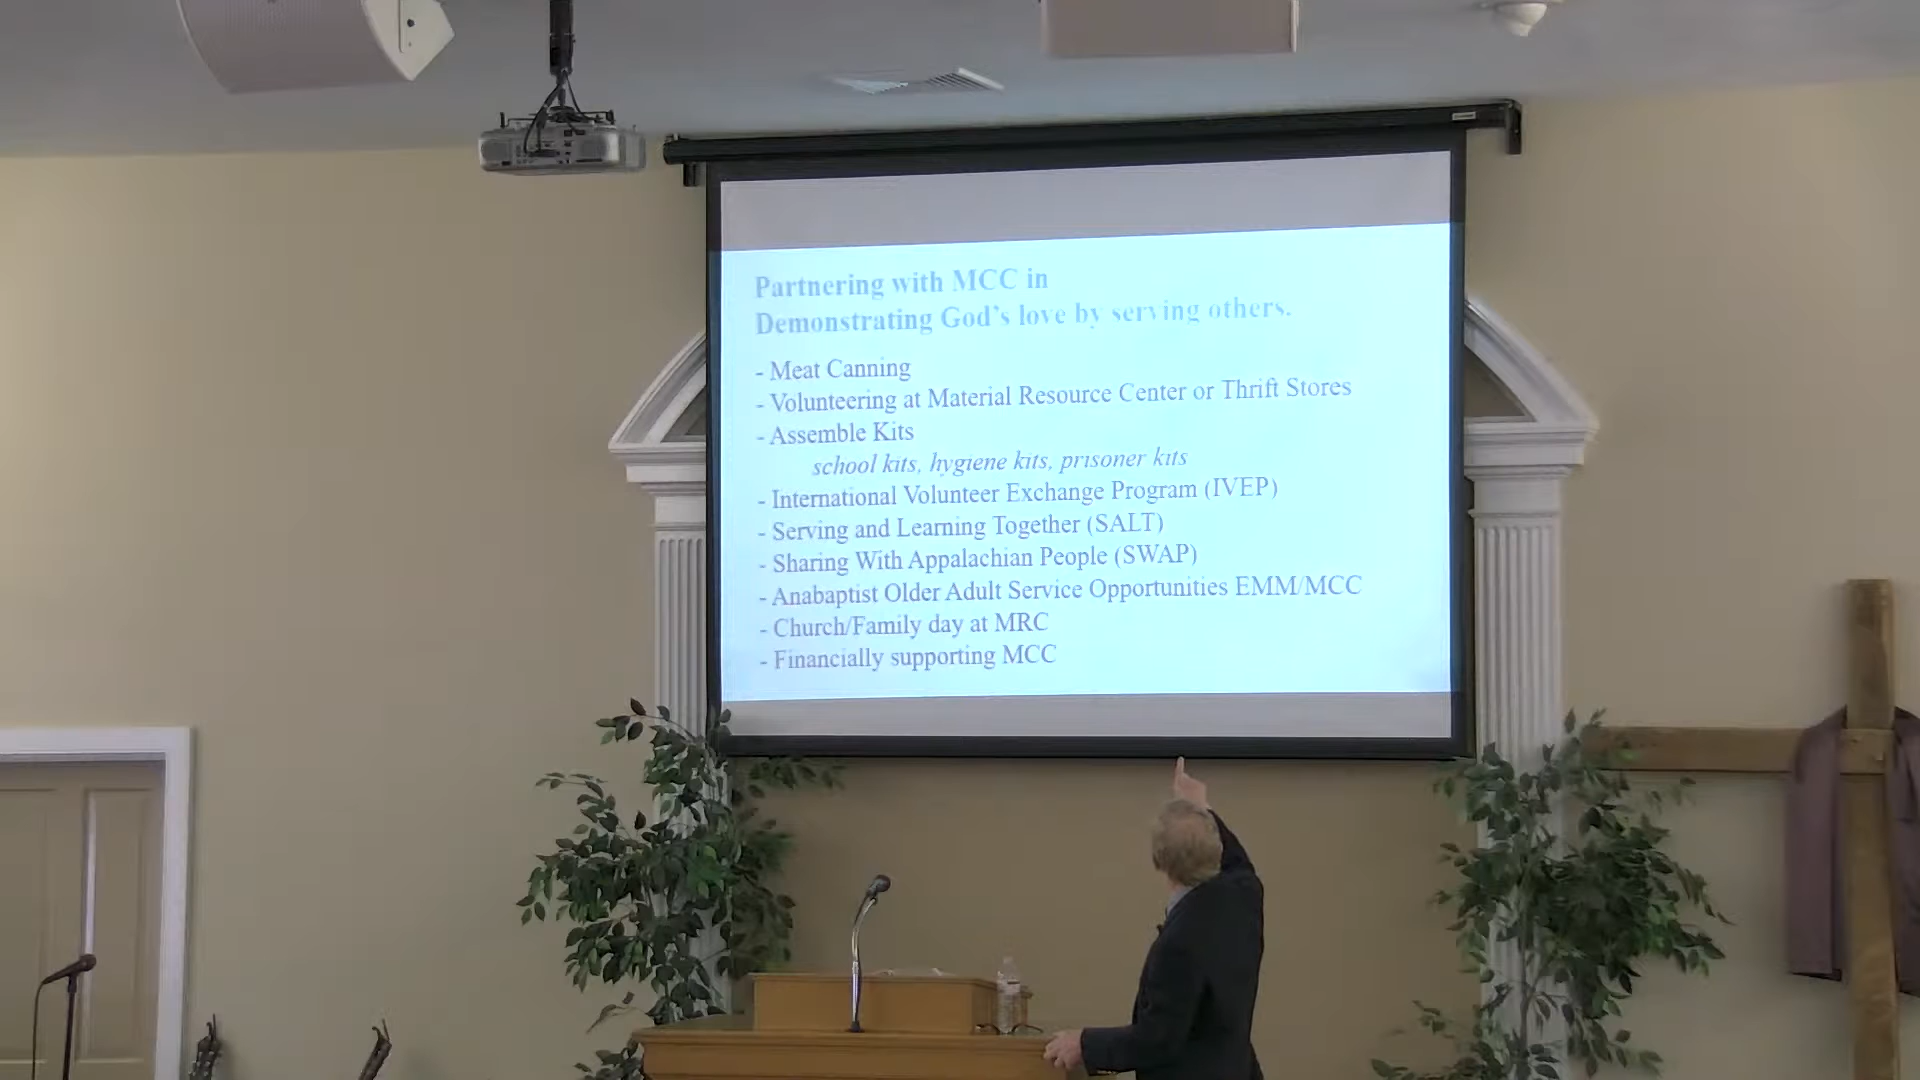 Partnering with MCC in
Demonstrating God's love by serving others.
- Meat Canning
- Volunteering at Material Resource Center or Thrift Stores
- Assemble Kits
school kits, hygiene kits, prisoner kits
- International Volunteer Exchange Program (IVEP)
- Serving and Learning Together (SALT)
- Sharing With Appalachian People (SWAP)
- Anabaptist Older Adult Service Opportunities EMM/MCC
- Church/Family day at MRC
- Financially supporting MCC